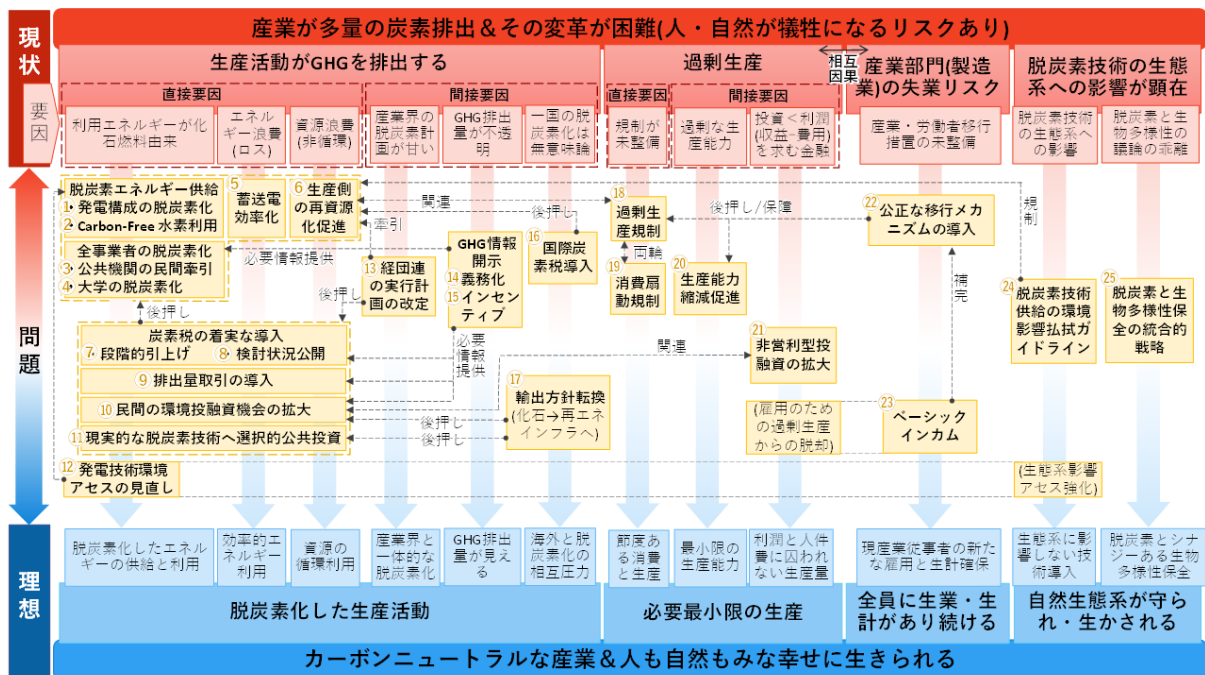 現状
産業が多量の炭素排出＆その変革が困難(人・自然が犠牲になるリスクあり)
生産活動がGHGを排出する
過剰生産
相互
因果
産業部門(製造
業)の失業リスク
脱炭素技術の生態
系への影響が顕在
要因
直接要因
間接要因
直接要因
間接要因
利用エネルギーが化
石燃料由来
エネル
ギー浪費
(ロス)
資源浪費
(非循環)
産業界の
脱炭素計
画が甘い
GHG排出
量が不透
明
一国の脱
炭素化は
無意味論
規制が
未整備
過剰な生
産能力
投資＜利潤
(収益−費用)
を求む金融
産業・労働者移行
措置の未整備
脱炭素技術
の生態系へ
の影響
脱炭素と生
物多様性の
議論の乖離
問題
脱炭素エネルギー供給
1 発電構成の脱炭素化
2 Carbon-Free 水素利用
5
蓄送電
効率化
6 生産側
の再資源
化促進
関連
後押し
牽引
全事業者の脱炭素化
3 公共機関の民間牽引
4 大学の脱炭素化
必要情報提供
13 経団連
の実行計
画の改定
GHG情報
開示
14 義務化
15 インセン
ティブ
16
国際炭
素税導入
18
過剰生
産規制
両輪
19
消費扇
動規制
後押し/保障
20
生産能力
縮減促進
22 公正な移行メカ
ニズムの導入
規制
補完
24
脱炭素技術
供給の環境
影響払拭ガ
イドライン
25
脱炭素と生
物多様性保
全の統合的
戦略
後押し
後押し
炭素税の着実な導入
7 段階的引上げ 8 検討状況公開
必要
情報
提供
9 排出量取引の導入
10 民間の環境投融資機会の拡大
11 現実的な脱炭素技術へ選択的公共投資
関連
21
非営利型投
融資の拡大
17
輸出方針転換
(化石→再エネ
インフラへ)
後押し
後押し
(雇用のため
の過剰生産
からの脱却)
23
ベーシック
インカム
12 発電技術環境
アセスの見直し
(生態系影響
アセス強化)
理想
脱炭素化したエネル
ギーの供給と利用
効率的エ
ネルギー
利用
資源の
循環利用
産業界と
一体的な
脱炭素化
GHG排出
量が見え
る
海外と脱
炭素化の
相互圧力
節度
ある消費
と生産
最小限の
生産能力
利潤と人件
費に囚われ
ない生産量
現産業従事者の新た
な雇用と生計確保
生態系に影
響しない技
術導入
脱炭素とシナ
ジーある生物
多様性保全
脱炭素化した生産活動
必要最小限の生産
全員に生業・生
計があり続ける
自然生態系が守ら
れ・生かされる
カーボンニュートラルな産業＆人も自然もみな幸せに生きられる